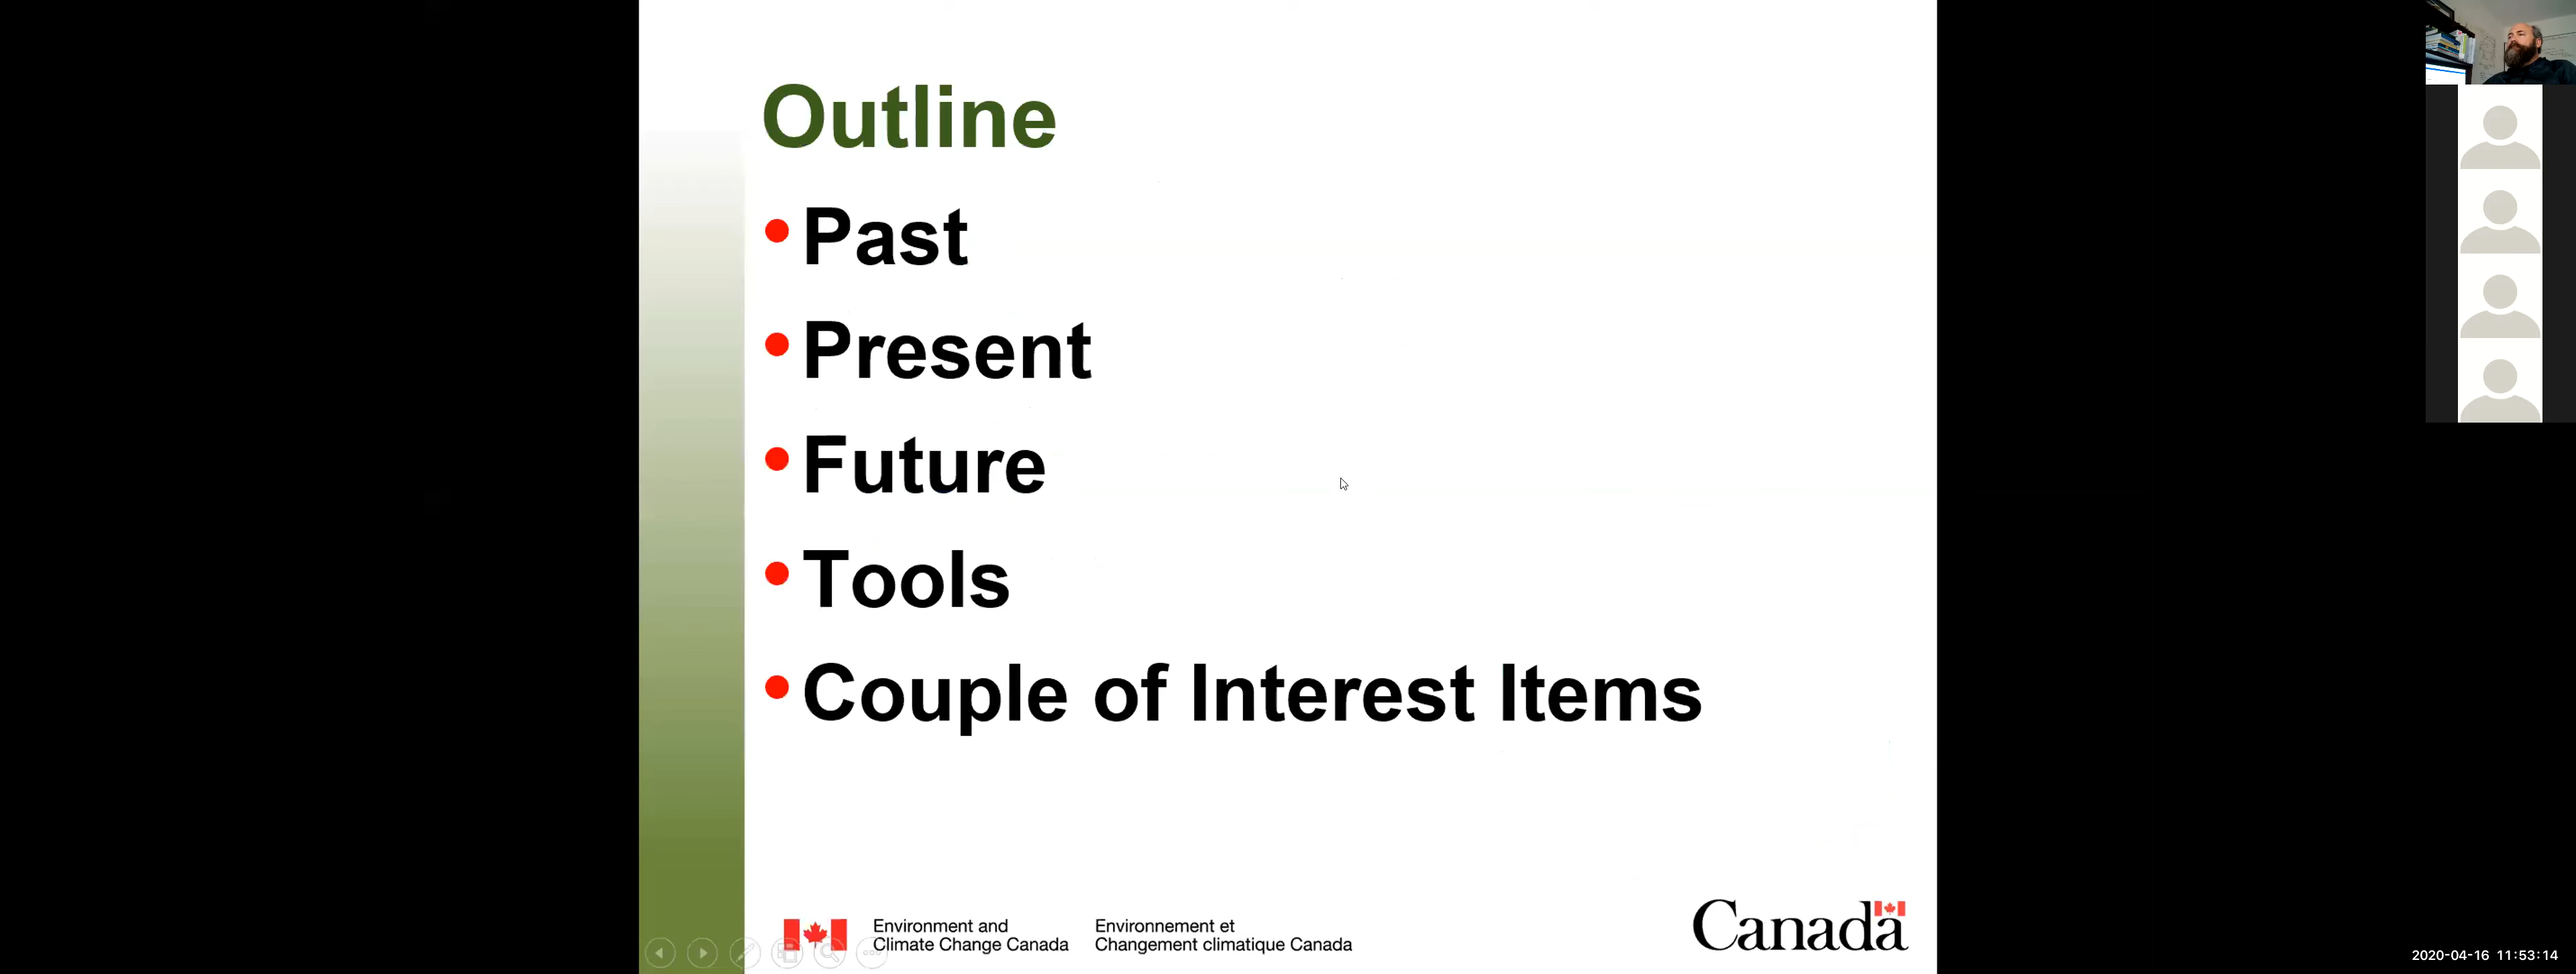 Outline
• Past
• Present
• Future
• Tools
• Couple of Interest Items
Environment and
Climate Change Canada
Environnement et
Changement climatique Canada
Canada
2020-04-16 11:53:14